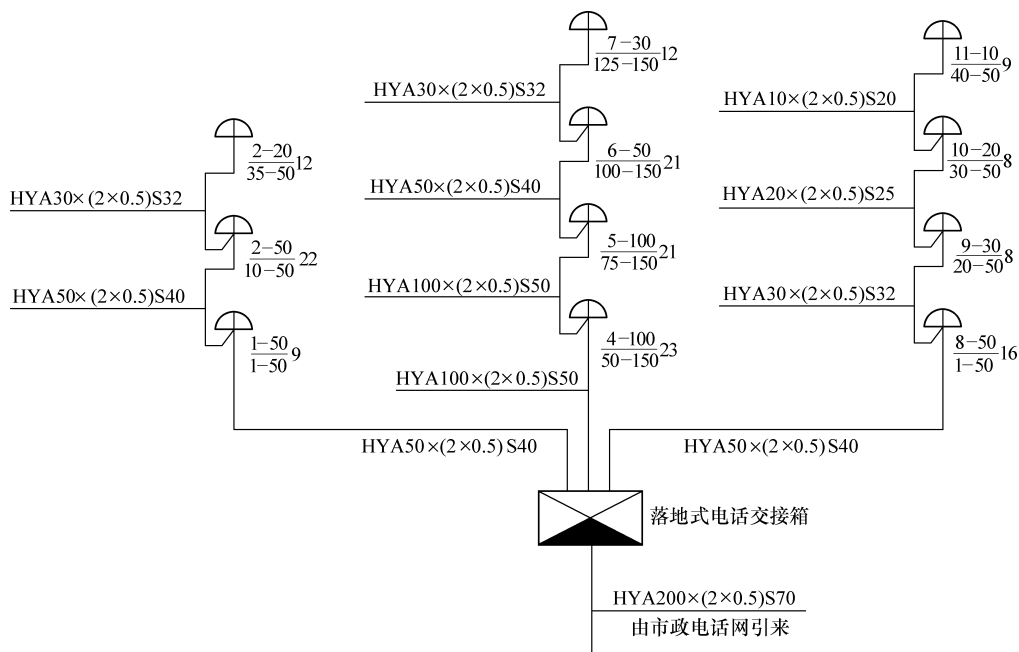 7-30
125-150 12
HYA30×(2×0.5)S32
6-50
100-150 21
HYA50×(2×0.5)S40
5-100
75-150 21
HYA100×(2×0.5)S50
4-100
50-150 23
HYA100×(2×0.5)S50
2-20
35-50 12
HYA30×(2×0.5)S32
2-50
10-50 22
HYA50×(2×0.5)S40
1-50
1-50 9
HYA50×(2×0.5)S40
11-10
40-50 9
HYA10×(2×0.5)S20
10-20
30-50 8
HYA20×(2×0.5)S25
9-30
20-50 8
HYA30×(2×0.5)S32
8-50
1-50 16
HYA50×(2×0.5)S40
落地式电话交接箱
HYA200×(2×0.5)S70
由市政电话网引来